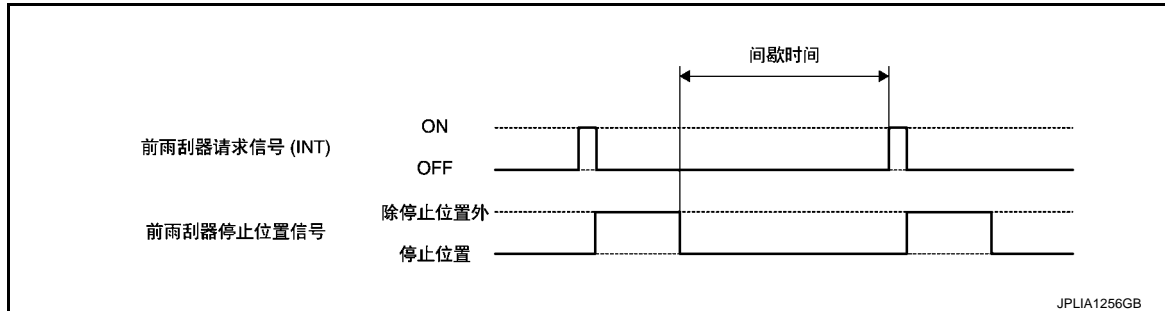 间歇时间
ON
前雨刮器请求信号 (INT)
OFF
除停止位置外
前雨刮器停止位置信号
停止位置
JPLIA1256GB